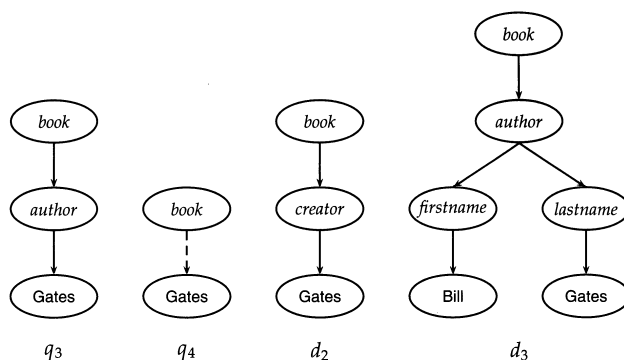 book
book
book
author
author
book
creator
firstname
lastname
Gates
Gates
Gates
Bill
Gates
q3
q4
d2
d3